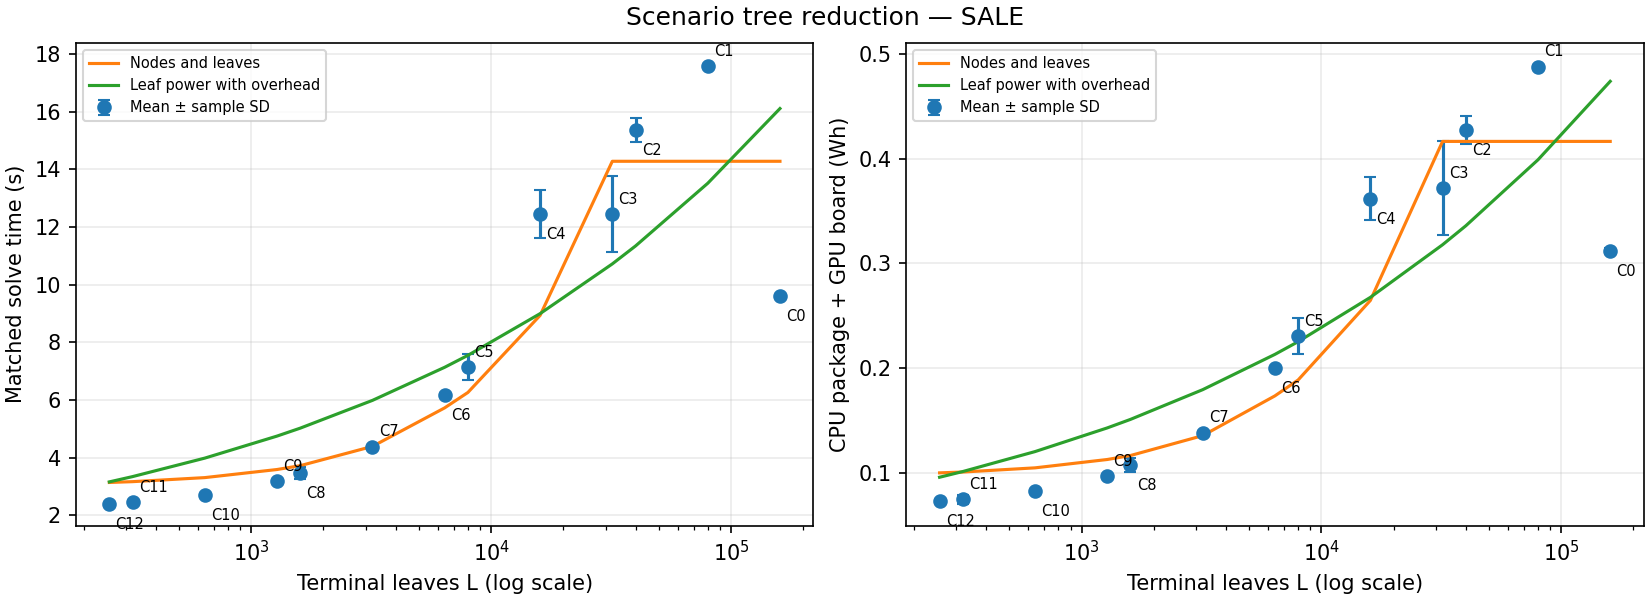 Scenario tree reduction — SALE
Matched solve time (s)
18
16
14
12
10
8
6
4
2
Nodes and leaves
Leaf power with overhead
Mean ± sample SD
C1
C2
C3
C4
C0
C5
C6
C7
C9
C8
C11
C10
C12
10³
10⁴
10⁵
Terminal leaves L (log scale)
CPU package + GPU board (Wh)
0.5
0.4
0.3
0.2
0.1
Nodes and leaves
Leaf power with overhead
Mean ± sample SD
C1
C2
C3
C4
C0
C5
C6
C7
C9
C8
C11
C10
C12
10³
10⁴
10⁵
Terminal leaves L (log scale)